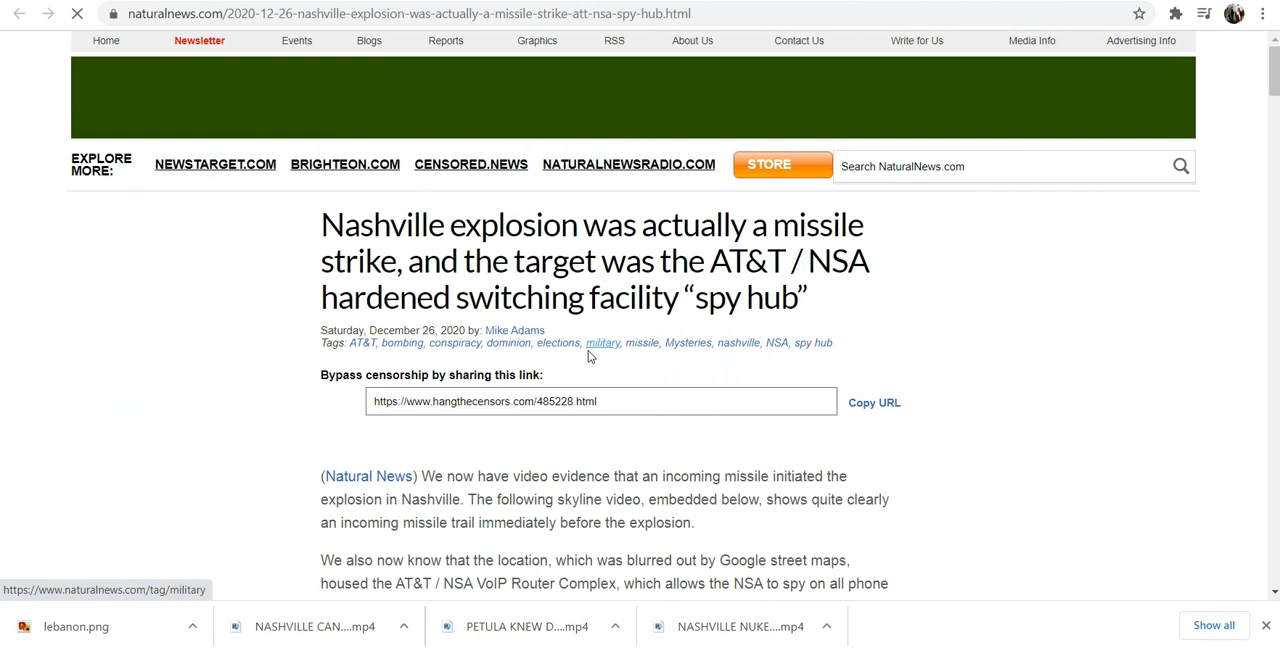 naturalnews.com/2020-12-26-nashville-explosion-was-actually-a-missile-strike-att-nsa-spy-hub.html
Home Newsletter Events Blogs Reports Graphics RSS About Us Contact Us Write for Us Media Info Advertising Info
EXPLORE
MORE:
NEWSTARGET.COM BRIGHTEON.COM CENSORED.NEWS NATURALNEWSRADIO.COM STORE Search NaturalNews.com
Nashville explosion was actually a missile
strike, and the target was the AT&T / NSA
hardened switching facility “spy hub”
Saturday, December 26, 2020 by: Mike Adams
Tags: AT&T, bombing, conspiracy, dominion, elections, military, missile, Mysteries, nashville, NSA, spy hub
Bypass censorship by sharing this link:
https://www.hangthecensors.com/485228.html Copy URL
(Natural News) We now have video evidence that an incoming missile initiated the
explosion in Nashville. The following skyline video, embedded below, shows quite clearly
an incoming missile trail immediately before the explosion.
We also now know that the location, which was blurred out by Google street maps,
housed the AT&T / NSA VoIP Router Complex, which allows the NSA to spy on all phone
https://www.naturalnews.com/tag/military
lebanon.png NASHVILLE CAN....mp4 PETULA KNEW D....mp4 NASHVILLE NUKE....mp4 Show all